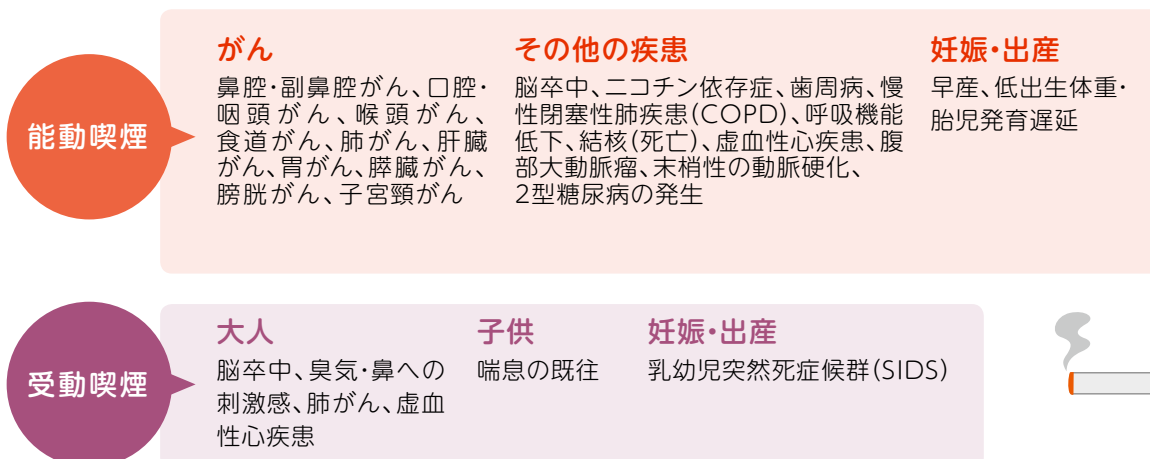 能動喫煙
がん
鼻腔・副鼻腔がん、口腔・
咽頭がん、喉頭がん、
食道がん、肺がん、肝臓
がん、胃がん、膵臓がん、
膀胱がん、子宮頸がん
その他の疾患
脳卒中、ニコチン依存症、歯周病、慢
性閉塞性肺疾患(COPD)、呼吸機能
低下、結核(死亡)、虚血性心疾患、腹
部大動脈瘤、末梢性の動脈硬化、
2型糖尿病の発生
妊娠・出産
早産、低出生体重・
胎児発育遅延
受動喫煙
大人
脳卒中、臭気・鼻への
刺激感、肺がん、虚血
性心疾患
子供
喘息の既往
妊娠・出産
乳幼児突然死症候群(SIDS)